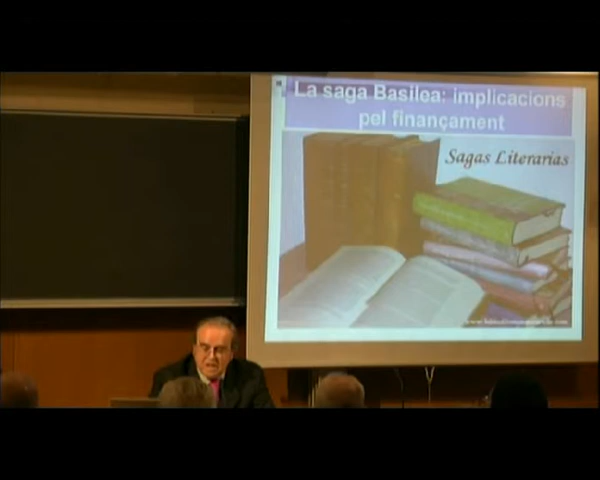 La saga Basilea: implicacions
pel finançament
Sagas Literarias